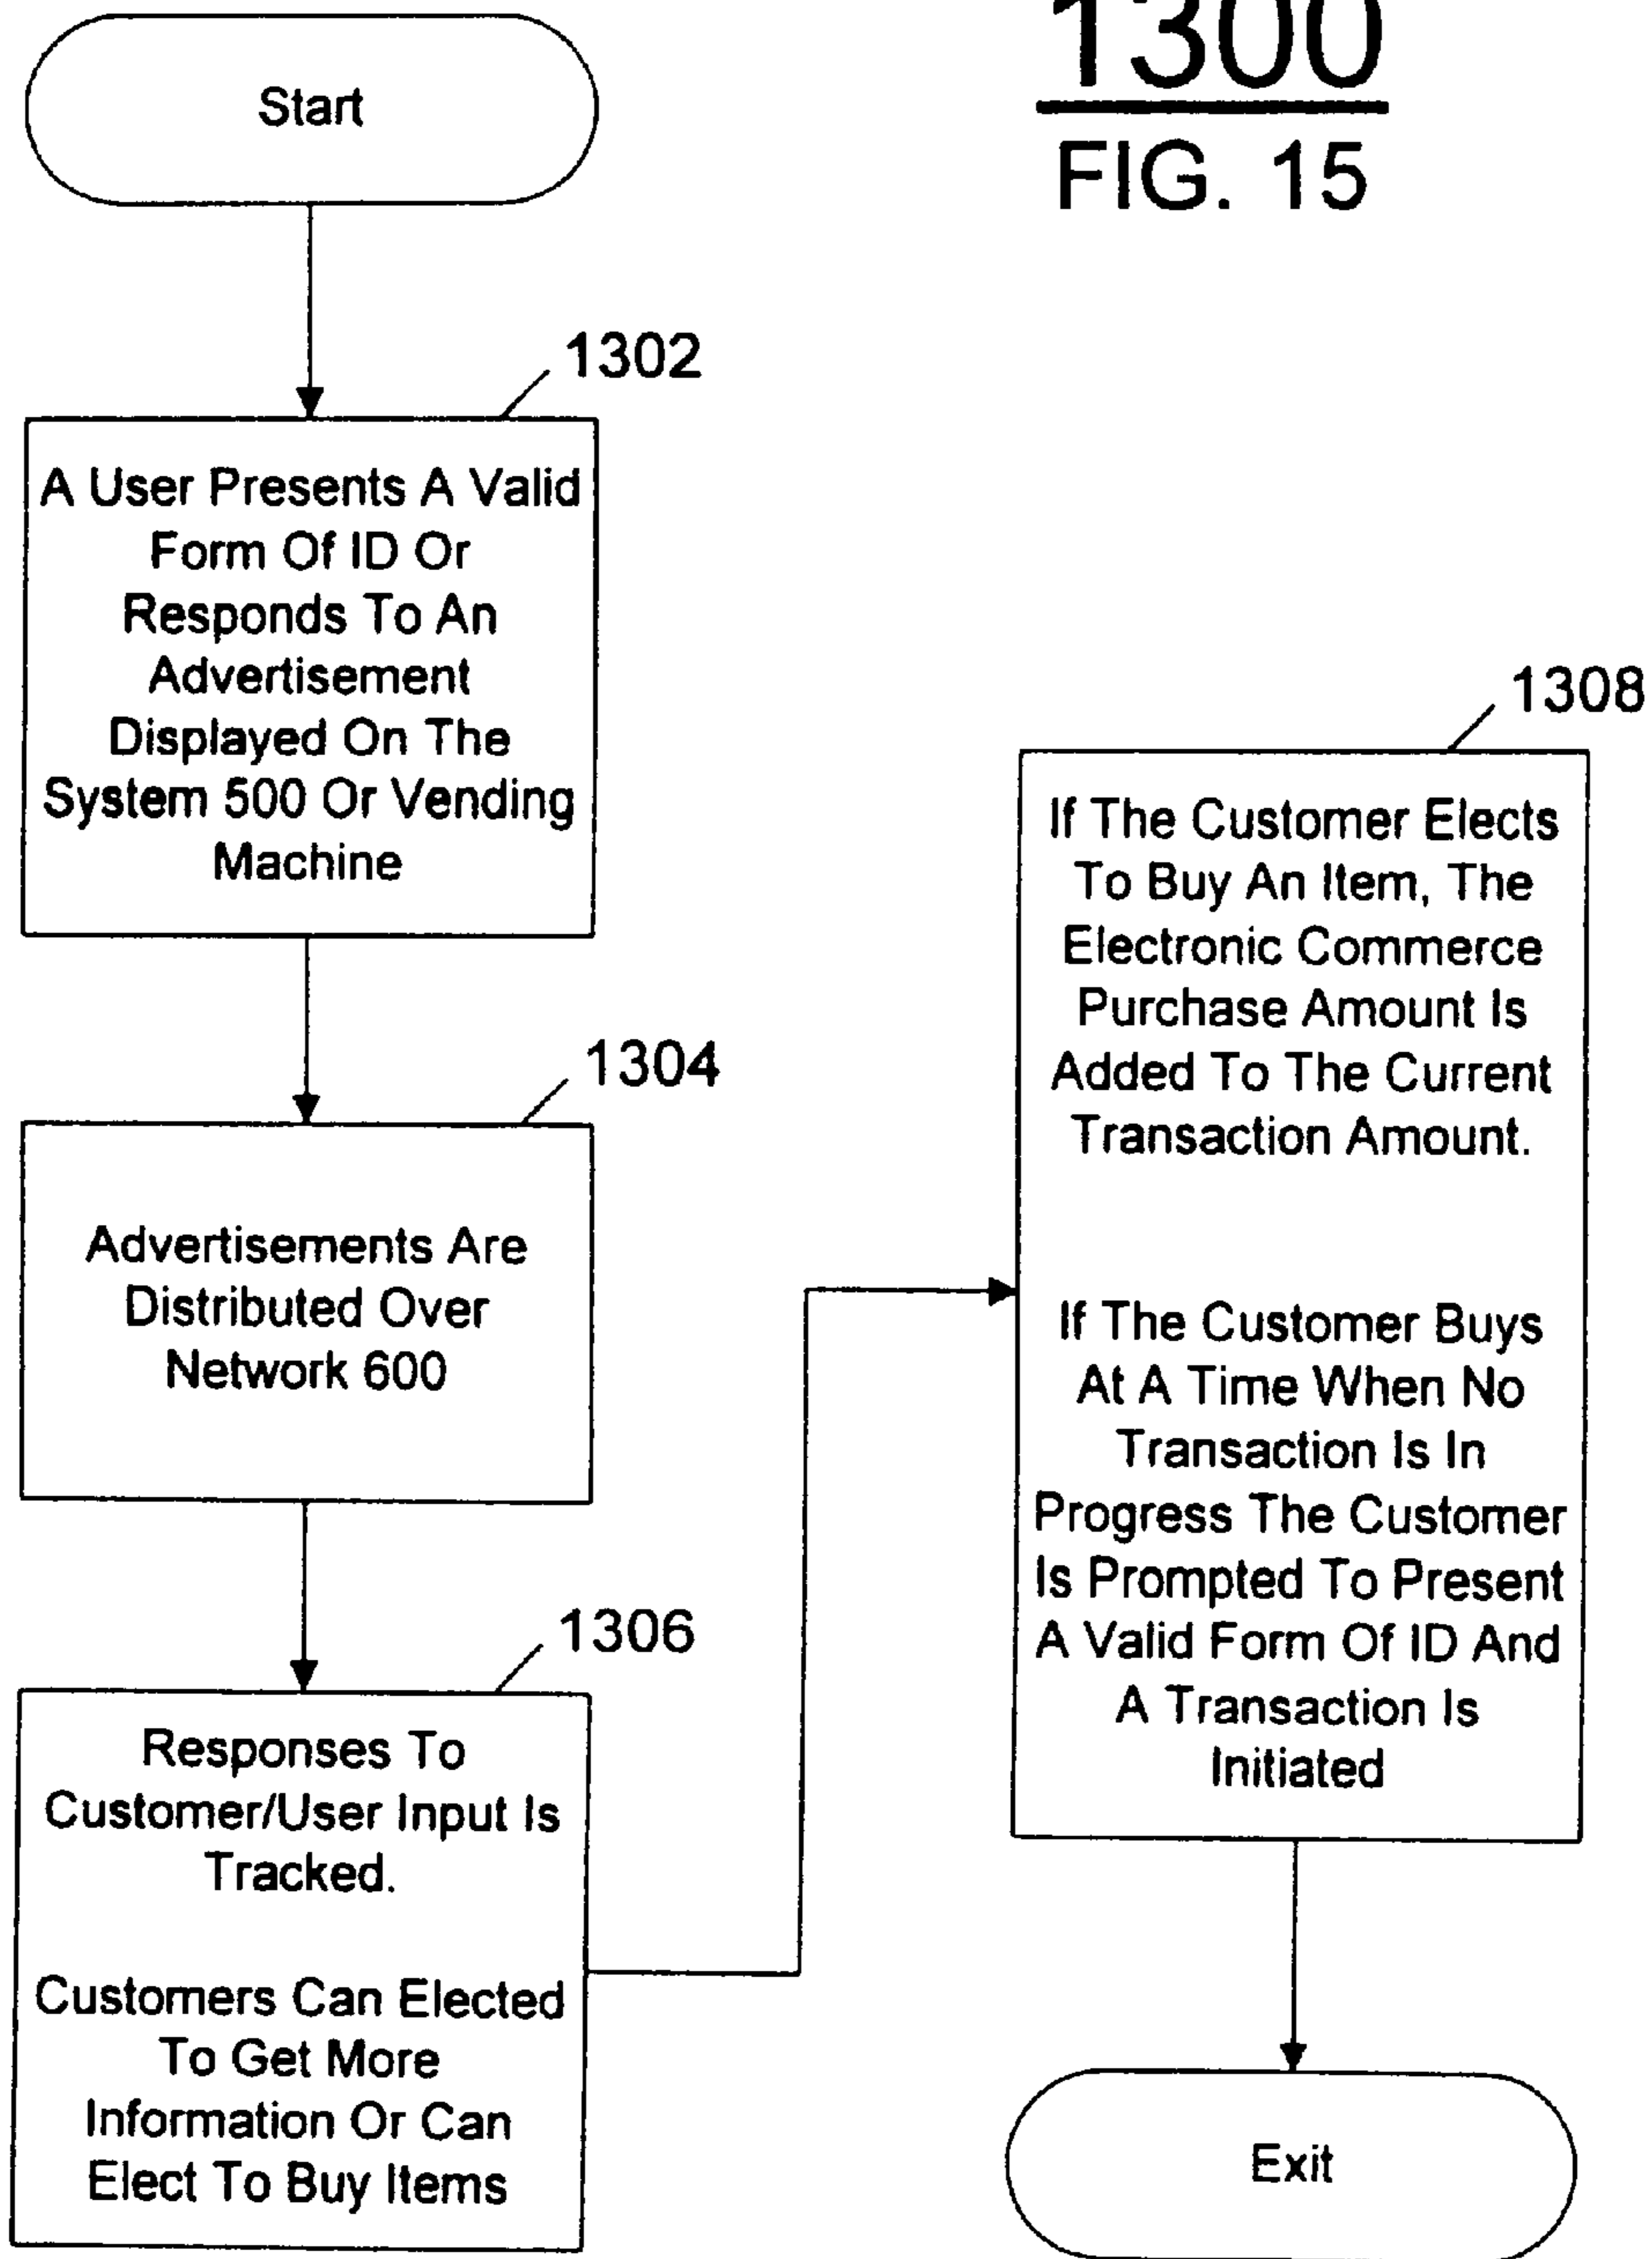 1300
FIG. 15
Start
1302
A User Presents A Valid
Form Of ID Or
Responds To An
Advertisement
Displayed On The
System 500 Or Vending
Machine
1304
Advertisements Are
Distributed Over
Network 600
1306
Responses To
Customer/User Input Is
Tracked.
Customers Can Elected
To Get More
Information Or Can
Elect To Buy Items
1308
If The Customer Elects
To Buy An Item, The
Electronic Commerce
Purchase Amount Is
Added To The Current
Transaction Amount.
If The Customer Buys
At A Time When No
Transaction Is In
Progress The Customer
Is Prompted To Present
A Valid Form Of ID And
A Transaction Is
Initiated
Exit